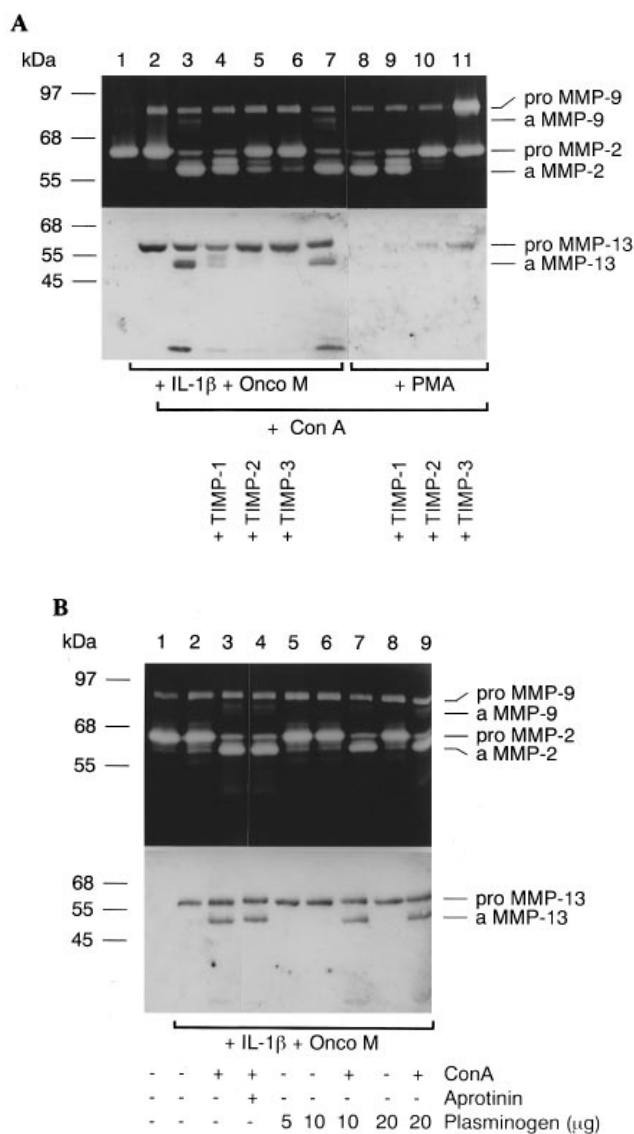 A
kDa 1 2 3 4 5 6 7 8 9 10 11
97
68
55
pro MMP-9
a MMP-9
pro MMP-2
a MMP-2
68
55
45
pro MMP-13
a MMP-13
+ IL-1β + Onco M + PMA
+ Con A
+ TIMP-1
+ TIMP-2
+ TIMP-3
+ TIMP-1
+ TIMP-2
+ TIMP-3
B
kDa 1 2 3 4 5 6 7 8 9
97
68
55
pro MMP-9
a MMP-9
pro MMP-2
a MMP-2
68
55
45
pro MMP-13
a MMP-13
+ IL-1β + Onco M
- - + + - - + - + ConA
- - - + - - - - - Aprotinin
- - - - 5 10 10 20 20 Plasminogen (μg)